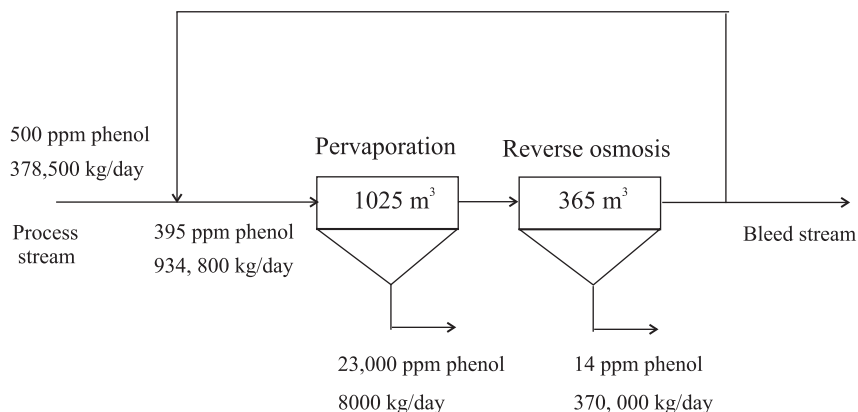 500 ppm phenol
378,500 kg/day
Process
stream
395 ppm phenol
934, 800 kg/day
Pervaporation
1025 m³
23,000 ppm phenol
8000 kg/day
Reverse osmosis
365 m³
14 ppm phenol
370, 000 kg/day
Bleed stream